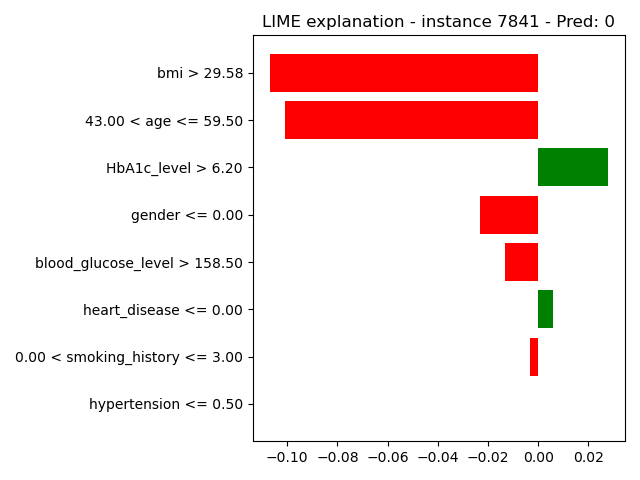 LIME explanation - instance 7841 - Pred: 0
bmi > 29.58
43.00 < age <= 59.50
HbA1c_level > 6.20
gender <= 0.00
blood_glucose_level > 158.50
heart_disease <= 0.00
0.00 < smoking_history <= 3.00
hypertension <= 0.50
−0.10 −0.08 −0.06 −0.04 −0.02 0.00 0.02